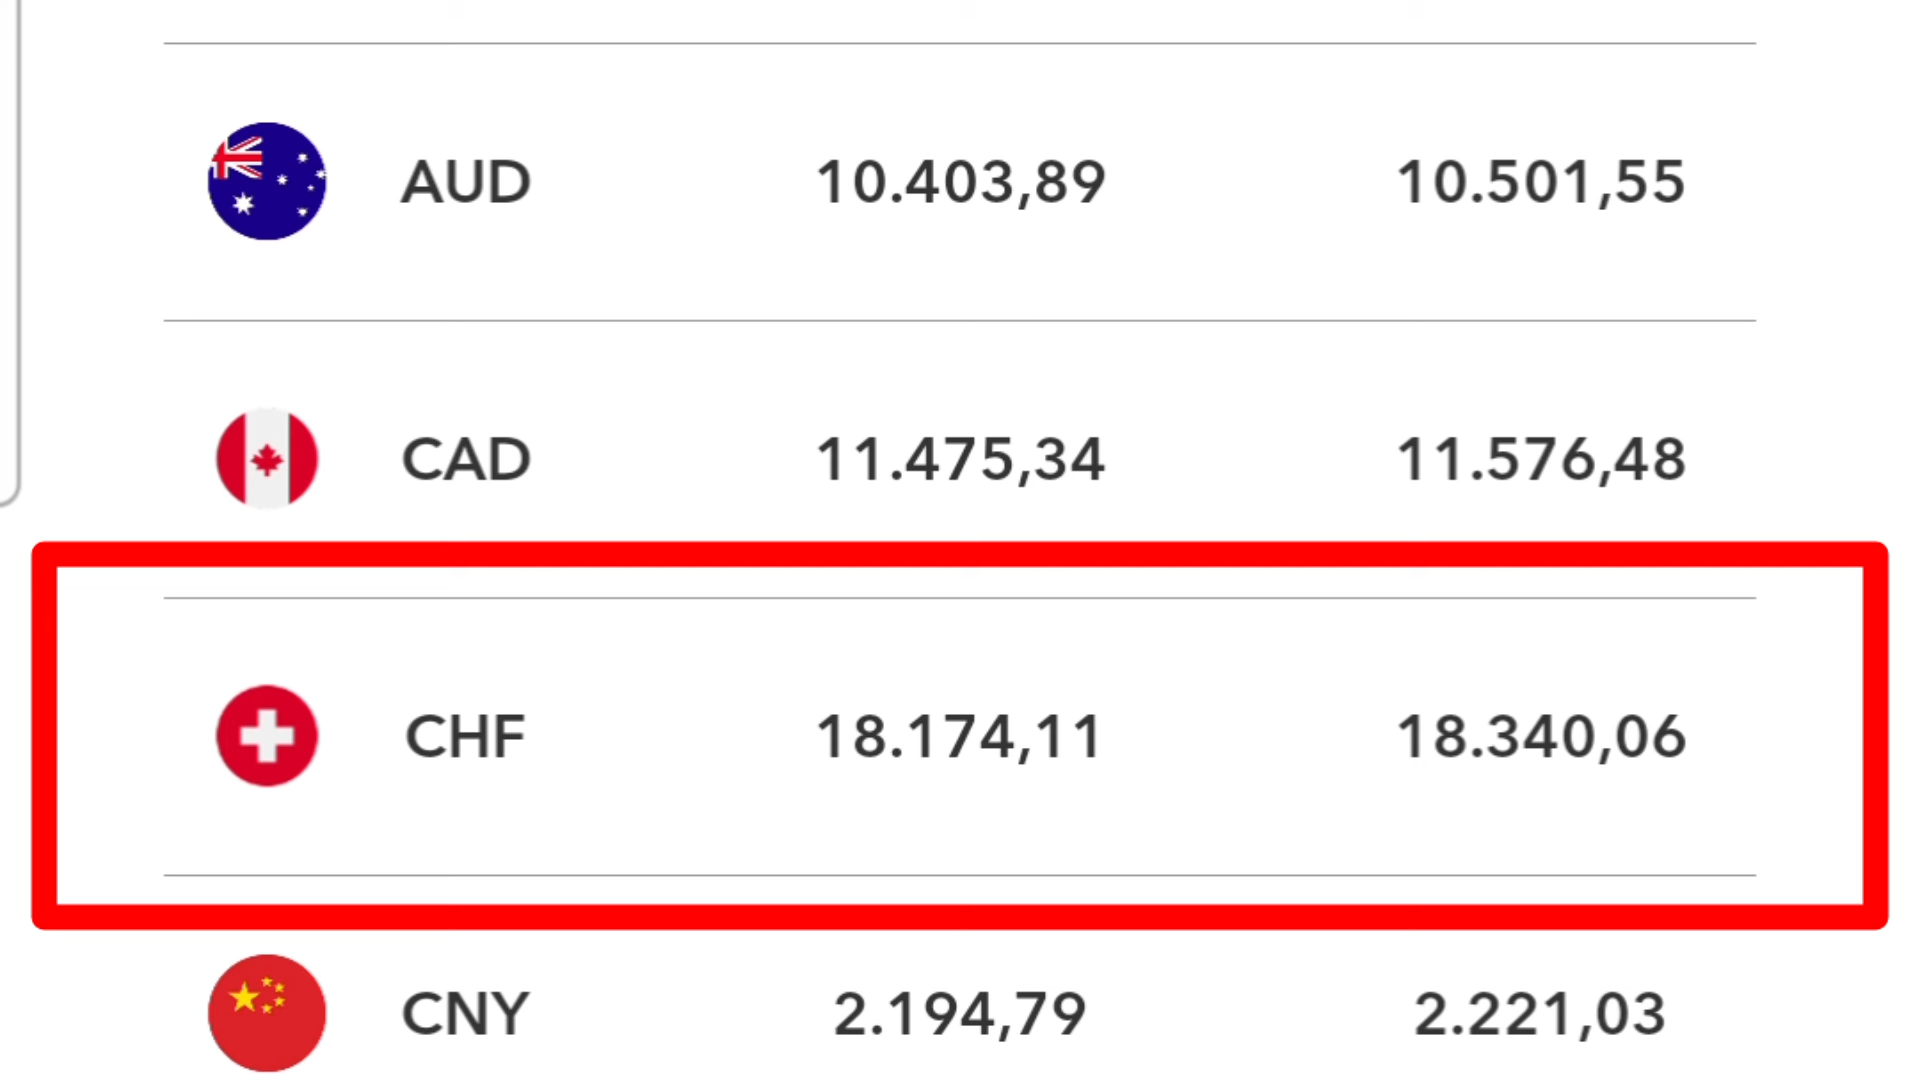 AUD 10.403,89 10.501,55
CAD 11.475,34 11.576,48
CHF 18.174,11 18.340,06
CNY 2.194,79 2.221,03